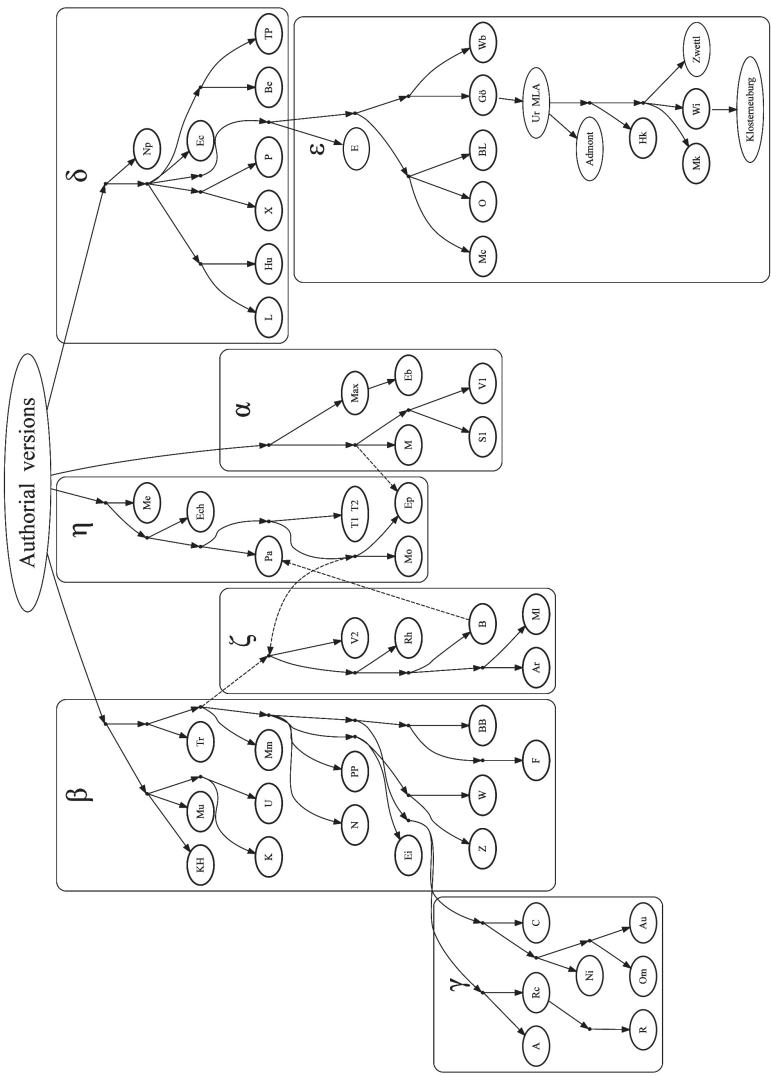 Authorial versions
β
η
δ
Me
Np
KH
Mu
Tr
Ech
Ec
ζ
α
K
U
Mm
Pa
L
Hu
X
P
Be
TP
ε
N
PP
V2
T1 T2
Max
E
Ei
Rh
Mo
Ep
M
Eb
γ
Z
W
BB
B
S1
V1
Mc
O
BL
Gö
Wb
A
Rc
C
F
Ar
Ml
Ur MLA
Ni
Admont
R
Om
Au
Hk
Mk
Wi
Zwettl
Klosterneuburg